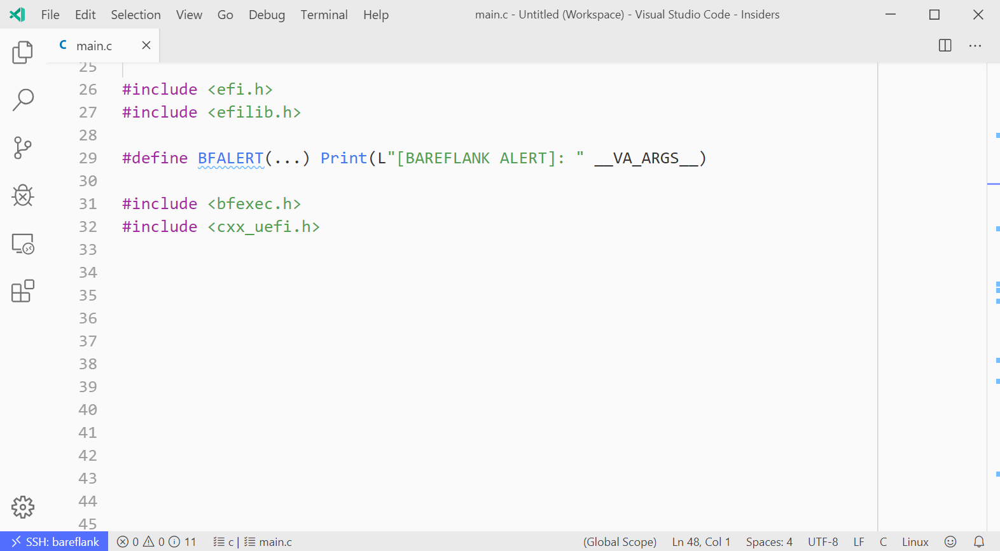 File Edit Selection View Go Debug Terminal Help main.c - Untitled (Workspace) - Visual Studio Code - Insiders
C main.c
25
26 #include <efi.h>
27 #include <efilib.h>
28
29 #define BFALERT(...) Print(L"[BAREFLANK ALERT]: " __VA_ARGS__)
30
31 #include <bfexec.h>
32 #include <cxx_uefi.h>
33
34
35
36
37
38
39
40
41
42
43
44
45
SSH: bareflank 0 0 11 c | main.c (Global Scope) Ln 48, Col 1 Spaces: 4 UTF-8 LF C Linux